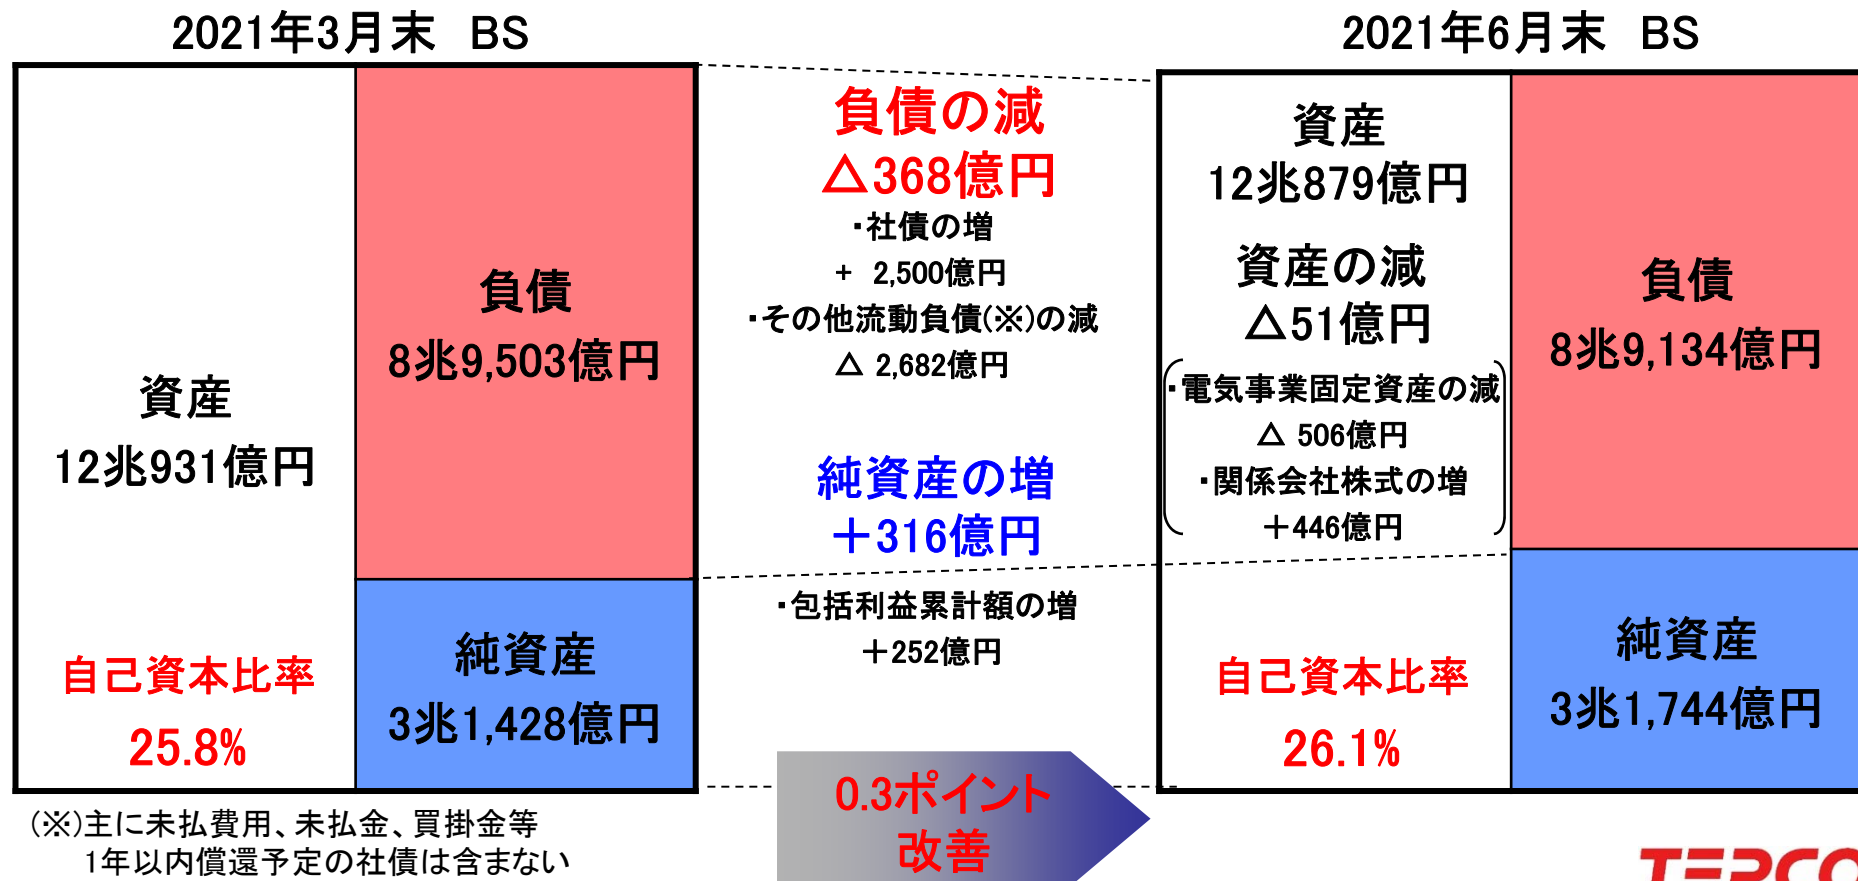 2021年3月末 BS
資産
12兆931億円
自己資本比率
25.8%
負債
8兆9,503億円
純資産
3兆1,428億円
(※)主に未払費用、未払金、買掛金等
1年以内償還予定の社債は含まない
負債の減
△368億円
・社債の増
+ 2,500億円
・その他流動負債(※)の減
△ 2,682億円
純資産の増
＋316億円
・包括利益累計額の増
＋252億円
0.3ポイント
改善
2021年6月末 BS
資産
12兆879億円
資産の減
△51億円
・電気事業固定資産の減
△ 506億円
・関係会社株式の増
＋446億円
自己資本比率
26.1%
負債
8兆9,134億円
純資産
3兆1,744億円
TEPCO